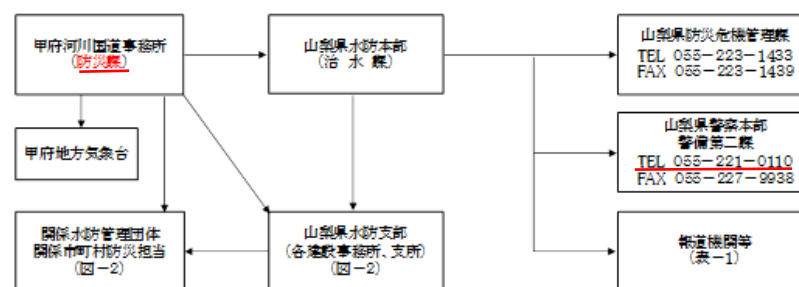 甲府河川国道事務所
(防災課)
山梨県水防本部
(治 水 課)
山梨県防災危機管理課
TEL 055-223-1433
FAX 055-223-1439
甲府地方気象台
山梨県警察本部
警備第二課
TEL 055-221-0110
FAX 055-227-9938
関係水防管理団体
関係市町村防災担当
(図-2)
山梨県水防支部
(各建設事務所、支所)
(図-2)
報道機関等
(表-1)